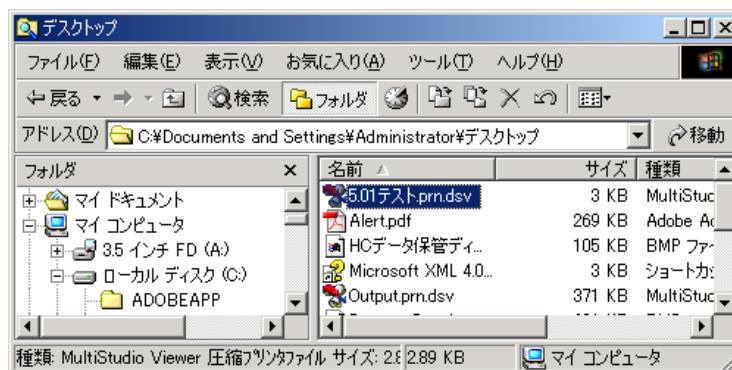 デスクトップ
ファイル(F) 編集(E) 表示(V) お気に入り(A) ツール(T) ヘルプ(H)
戻る 検索 フォルダ
アドレス(D) C:¥Documents and Settings¥Administrator¥デスクトップ 移動
フォルダ × 名前 サイズ 種類
マイ ドキュメント 5.01テスト.prn.dsv 3 KB MultiStud
マイ コンピュータ Alert.pdf 269 KB Adobe Ac
3.5 インチ FD (A:) HCデータ保管ディ... 105 KB BMP ファ
ローカル ディスク (C:) Microsoft XML 4.0... 3 KB ショートカッ
ADOBEAPP Output.prn.dsv 371 KB MultiStud
種類: MultiStudio Viewer 圧縮プリンタファイル サイズ: 2.8 2.89 KB マイ コンピュータ